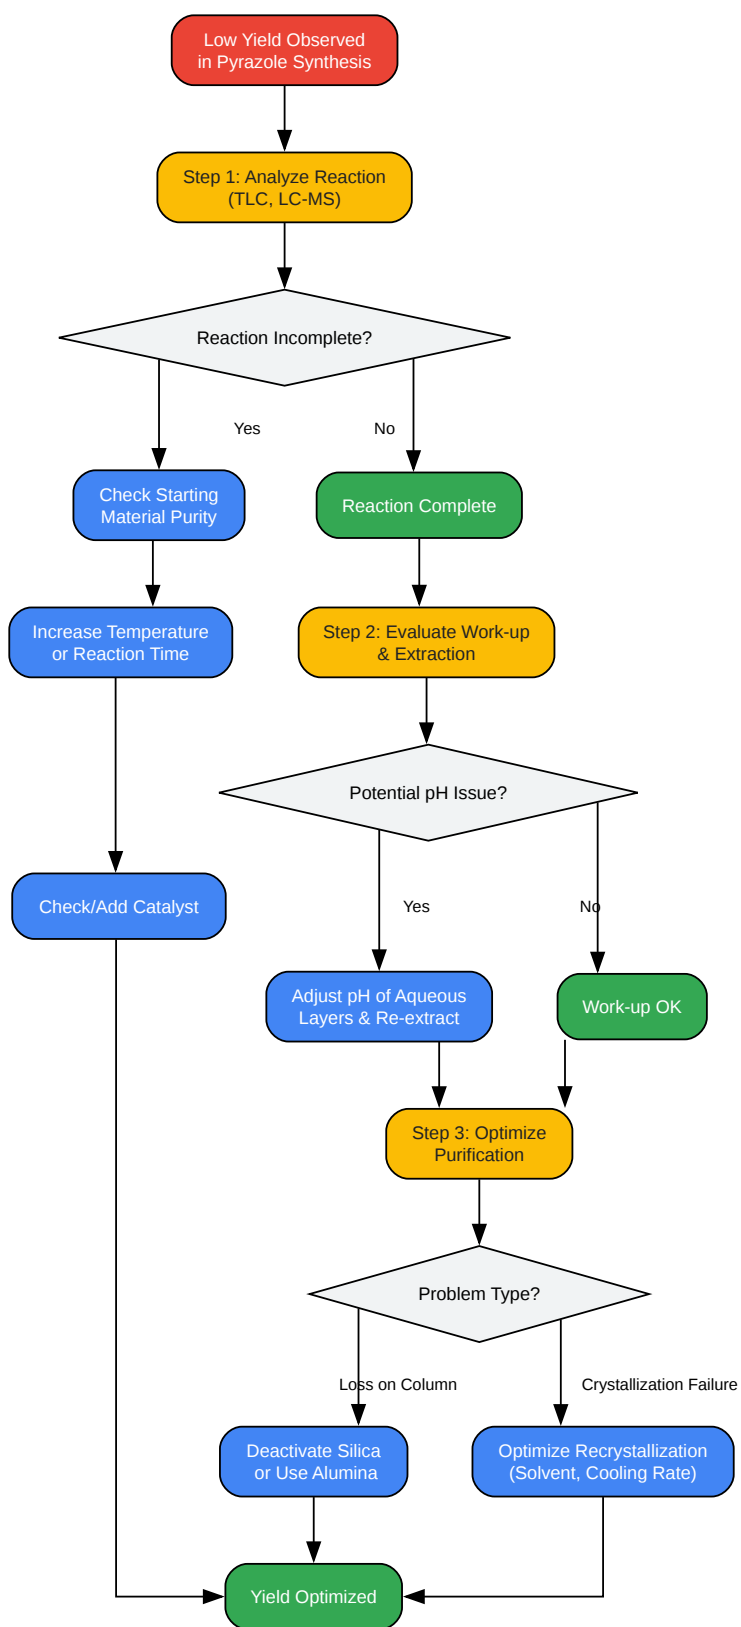 Low Yield Observed
in Pyrazole Synthesis
Step 1: Analyze Reaction
(TLC, LC-MS)
Reaction Incomplete?
Yes
No
Check Starting
Material Purity
Reaction Complete
Increase Temperature
or Reaction Time
Step 2: Evaluate Work-up
& Extraction
Potential pH Issue?
Check/Add Catalyst
Yes
No
Adjust pH of Aqueous
Layers & Re-extract
Work-up OK
Step 3: Optimize
Purification
Problem Type?
Loss on Column
Crystallization Failure
Deactivate Silica
or Use Alumina
Optimize Recrystallization
(Solvent, Cooling Rate)
Yield Optimized